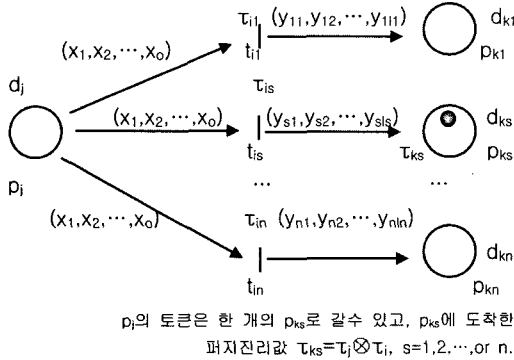 τi1 (y11,y12,⋯,y1l1) dk1
(x1,x2,⋯,xo) ti1 pk1
dj τis
(x1,x2,⋯,xo) (ys1,ys2,⋯,ysls) dks
tis τks pks
pj ⋯ ⋯
(x1,x2,⋯,xo) τin (yn1,yn2,⋯,ynln) dkn
tin pkn
pj의 토큰은 한 개의 pks로 갈수 있고, pks에 도착한
퍼지진리값 τks=τj⊗τi, s=1,2,⋯,or n.